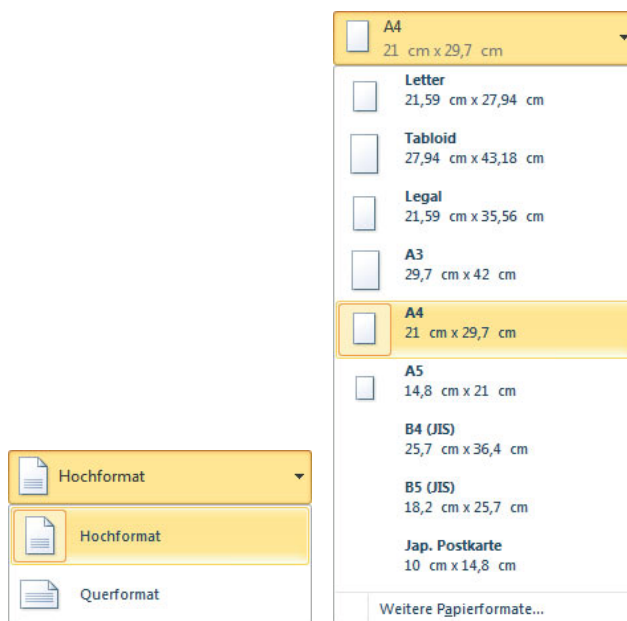 A4
21 cm x 29,7 cm
Letter
21,59 cm x 27,94 cm
Tabloid
27,94 cm x 43,18 cm
Legal
21,59 cm x 35,56 cm
A3
29,7 cm x 42 cm
A4
21 cm x 29,7 cm
A5
14,8 cm x 21 cm
B4 (JIS)
25,7 cm x 36,4 cm
B5 (JIS)
18,2 cm x 25,7 cm
Jap. Postkarte
10 cm x 14,8 cm
Weitere Papierformate...
Hochformat
Hochformat
Querformat